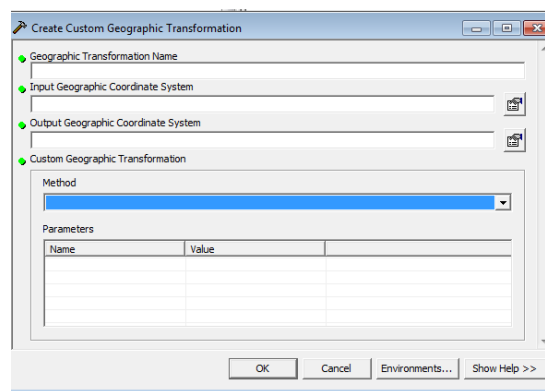 Create Custom Geographic Transformation
Geographic Transformation Name
Input Geographic Coordinate System
Output Geographic Coordinate System
Custom Geographic Transformation
Method
Parameters
Name Value
OK Cancel Environments... Show Help >>